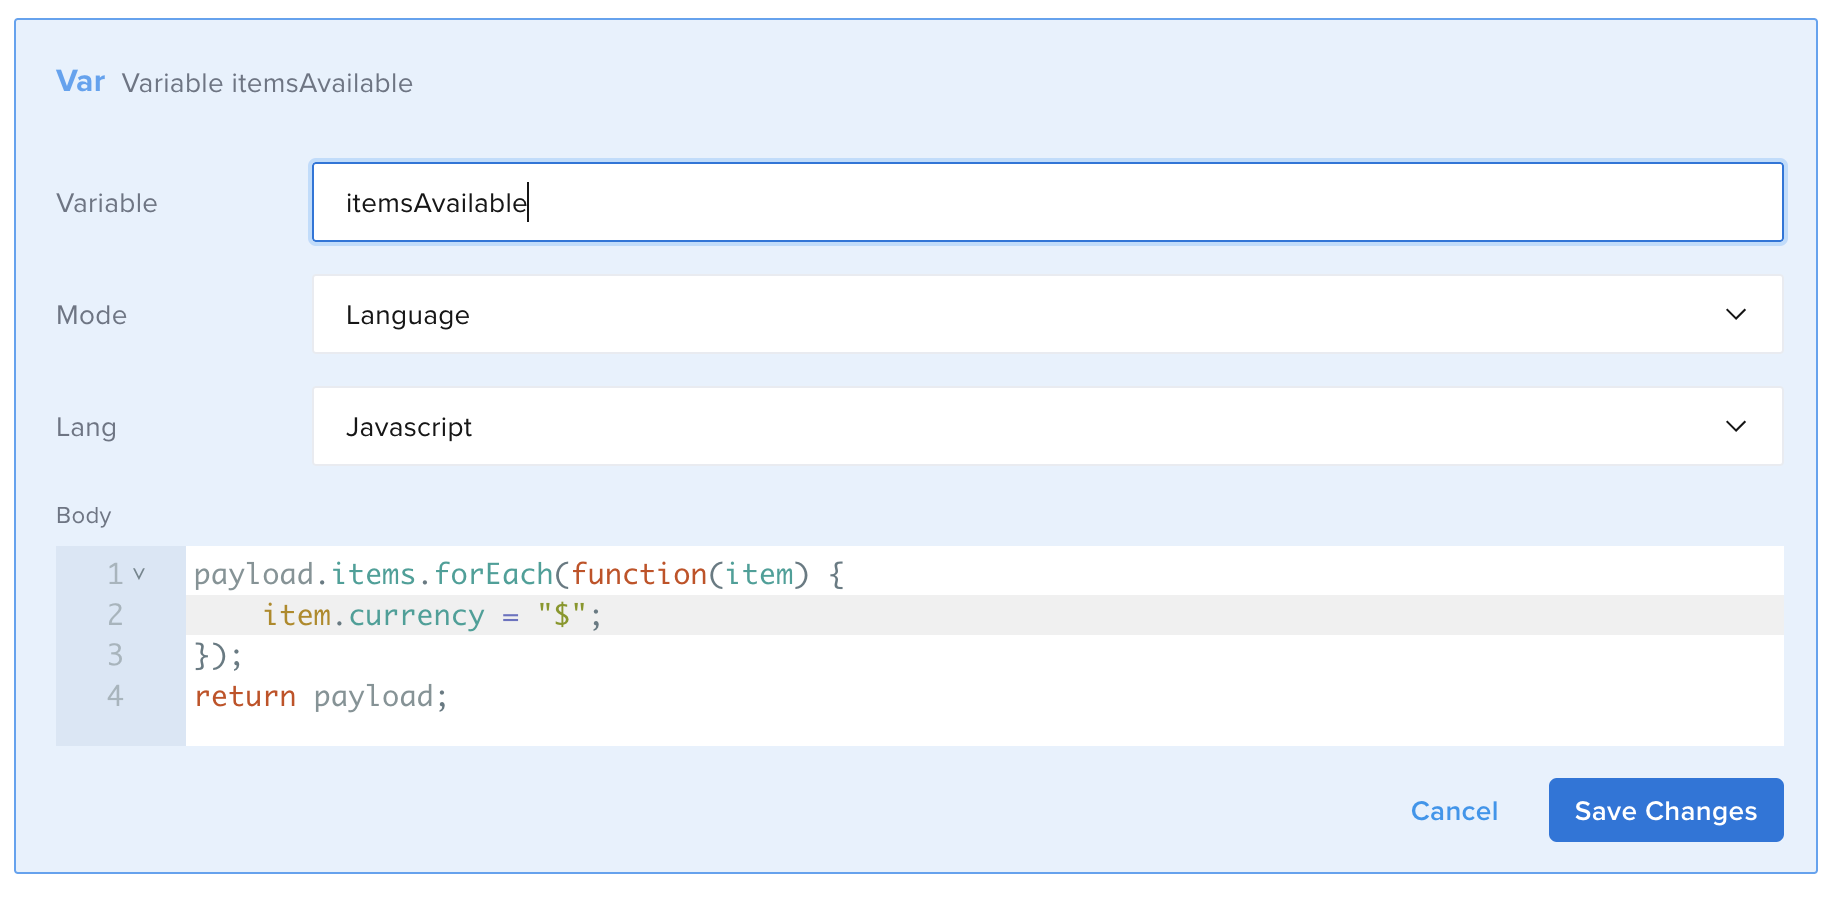 Var Variable itemsAvailable
Variable itemsAvailable
Mode Language
Lang Javascript
Body
1 payload.items.forEach(function(item) {
2     item.currency = "$";
3 });
4 return payload;
Cancel Save Changes